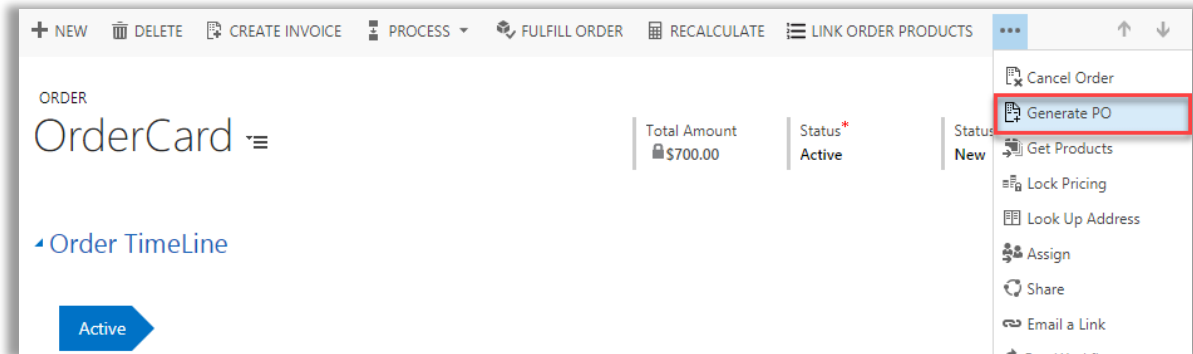 NEW DELETE CREATE INVOICE PROCESS FULFILL ORDER RECALCULATE LINK ORDER PRODUCTS ...
ORDER
OrderCard
Total Amount
$700.00
Status*
Active
Status
New
Order TimeLine
Active
Cancel Order
Generate PO
Get Products
Lock Pricing
Look Up Address
Assign
Share
Email a Link